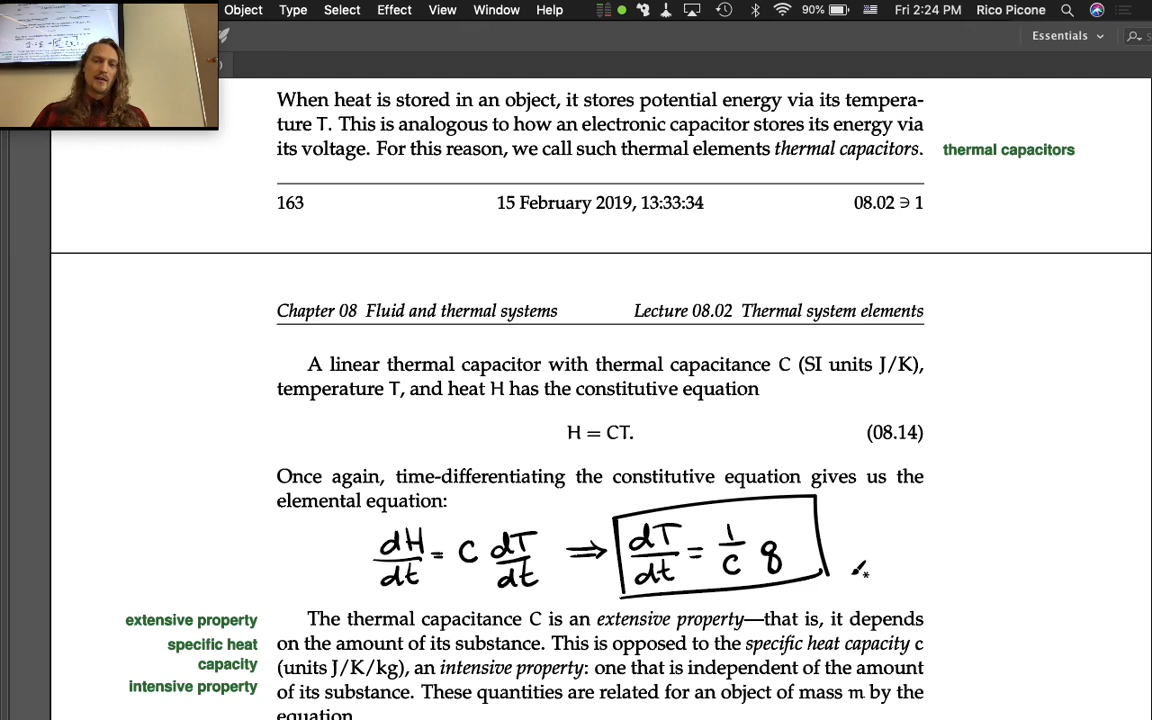 Object Type Select Effect View Window Help 90% Fri 2:24 PM Rico Picone
Essentials
When heat is stored in an object, it stores potential energy via its tempera-
ture T. This is analogous to how an electronic capacitor stores its energy via
its voltage. For this reason, we call such thermal elements thermal capacitors. thermal capacitors
163 15 February 2019, 13:33:34 08.02 ∋ 1
Chapter 08 Fluid and thermal systems Lecture 08.02 Thermal system elements
A linear thermal capacitor with thermal capacitance C (SI units J/K),
temperature T, and heat H has the constitutive equation
H = CT. (08.14)
Once again, time-differentiating the constitutive equation gives us the
elemental equation:
dH/dt = C dT/dt ⇒ dT/dt = 1/C q
extensive property The thermal capacitance C is an extensive property—that is, it depends
specific heat on the amount of its substance. This is opposed to the specific heat capacity c
capacity (units J/K/kg), an intensive property: one that is independent of the amount
intensive property of its substance. These quantities are related for an object of mass m by the
equation